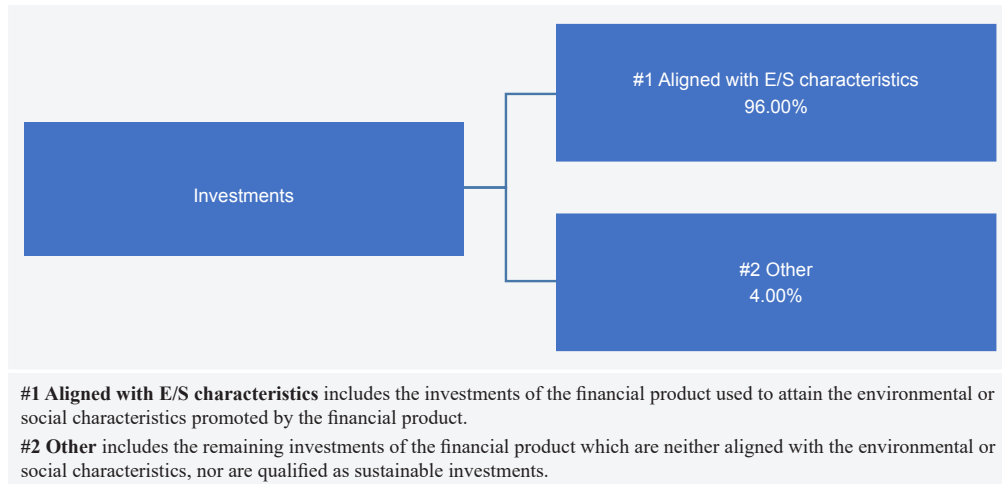 #1 Aligned with E/S characteristics
96.00%
Investments
#2 Other
4.00%
#1 Aligned with E/S characteristics includes the investments of the financial product used to attain the environmental or
social characteristics promoted by the financial product.
#2 Other includes the remaining investments of the financial product which are neither aligned with the environmental or
social characteristics, nor are qualified as sustainable investments.